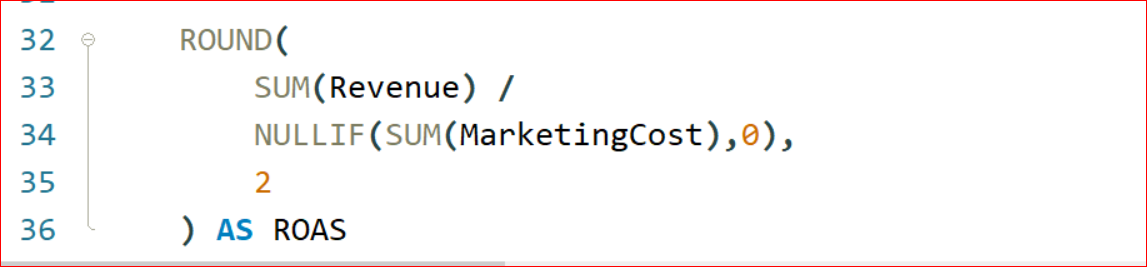 32 ROUND(
33 SUM(Revenue) /
34 NULLIF(SUM(MarketingCost),0),
35 2
36 ) AS ROAS